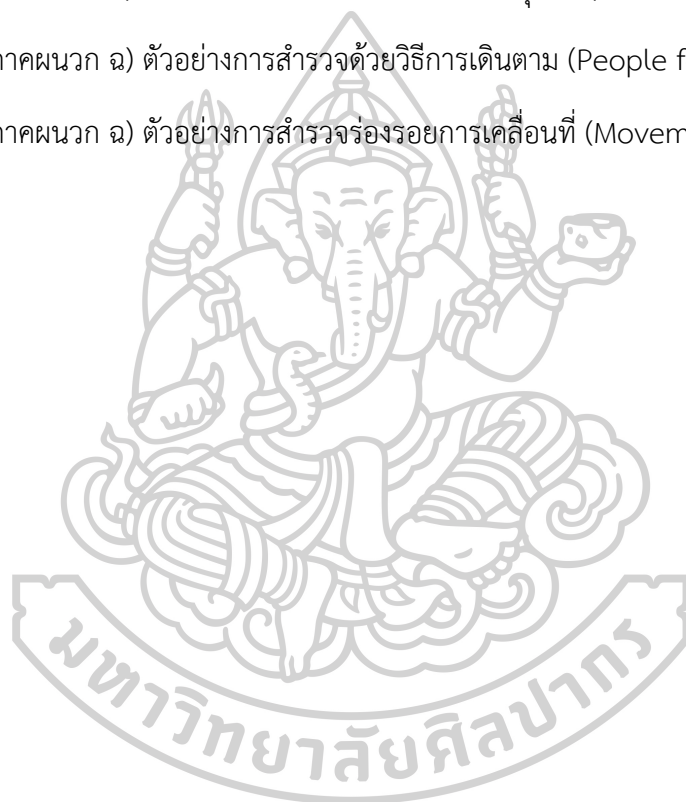 าคผนวก ฉ) ตัวอย่างการสำรวจด้วยวิธีการเดินตาม (People f
าคผนวก ฉ) ตัวอย่างการสำรวจร่องรอยการเคลื่อนที่ (Movem
มหาวิทยาลัยศิลปากร